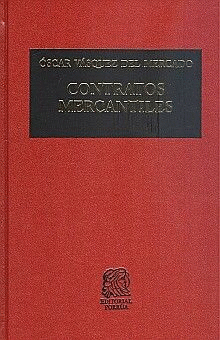 ÓSCAR VÁSQUEZ DEL MERCADO
CONTRATOS
MERCANTILES
EDITORIAL
PORRÚA